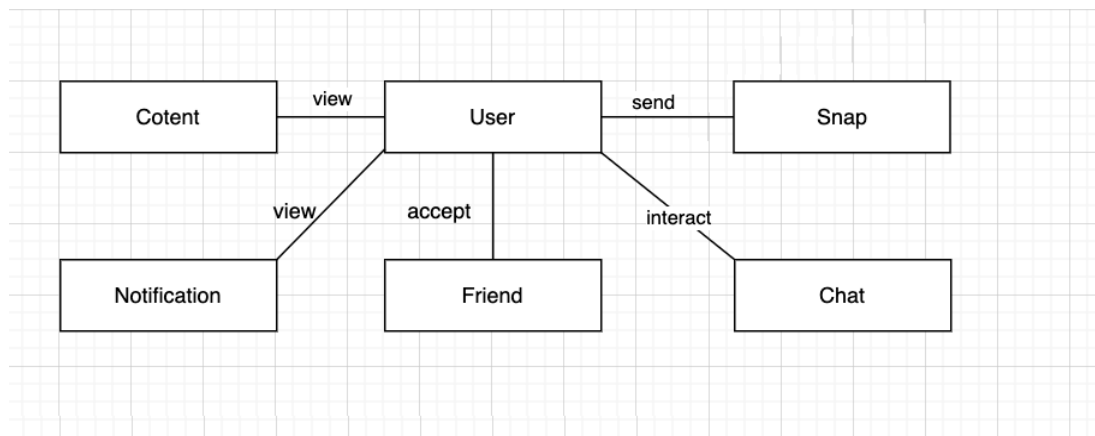 Cotent
view
User
send
Snap
view
accept
interact
Notification
Friend
Chat